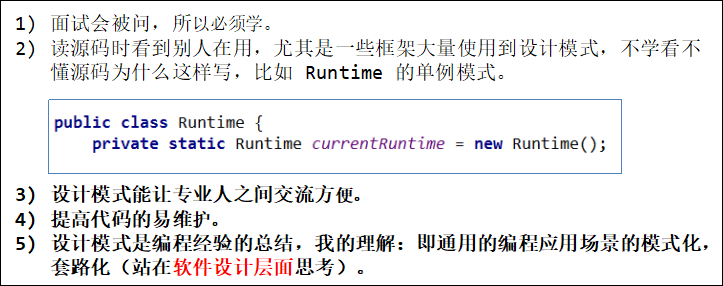 1) 面试会被问，所以必须学。
2) 读源码时看到别人在用，尤其是一些框架大量使用到设计模式，不学看不
懂源码为什么这样写，比如 Runtime 的单例模式。
public class Runtime {
private static Runtime currentRuntime = new Runtime();
3) 设计模式能让专业人之间交流方便。
4) 提高代码的易维护。
5) 设计模式是编程经验的总结，我的理解：即通用的编程应用场景的模式化，
套路化（站在软件设计层面思考）。